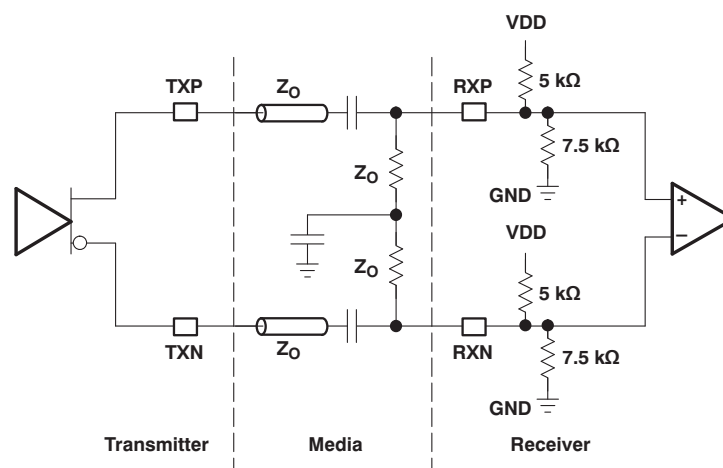 VDD
TXP
Z_O
RXP
5 kΩ
7.5 kΩ
Z_O
GND
+
VDD
−
Z_O
5 kΩ
TXN
Z_O
RXN
7.5 kΩ
GND
Transmitter
Media
Receiver